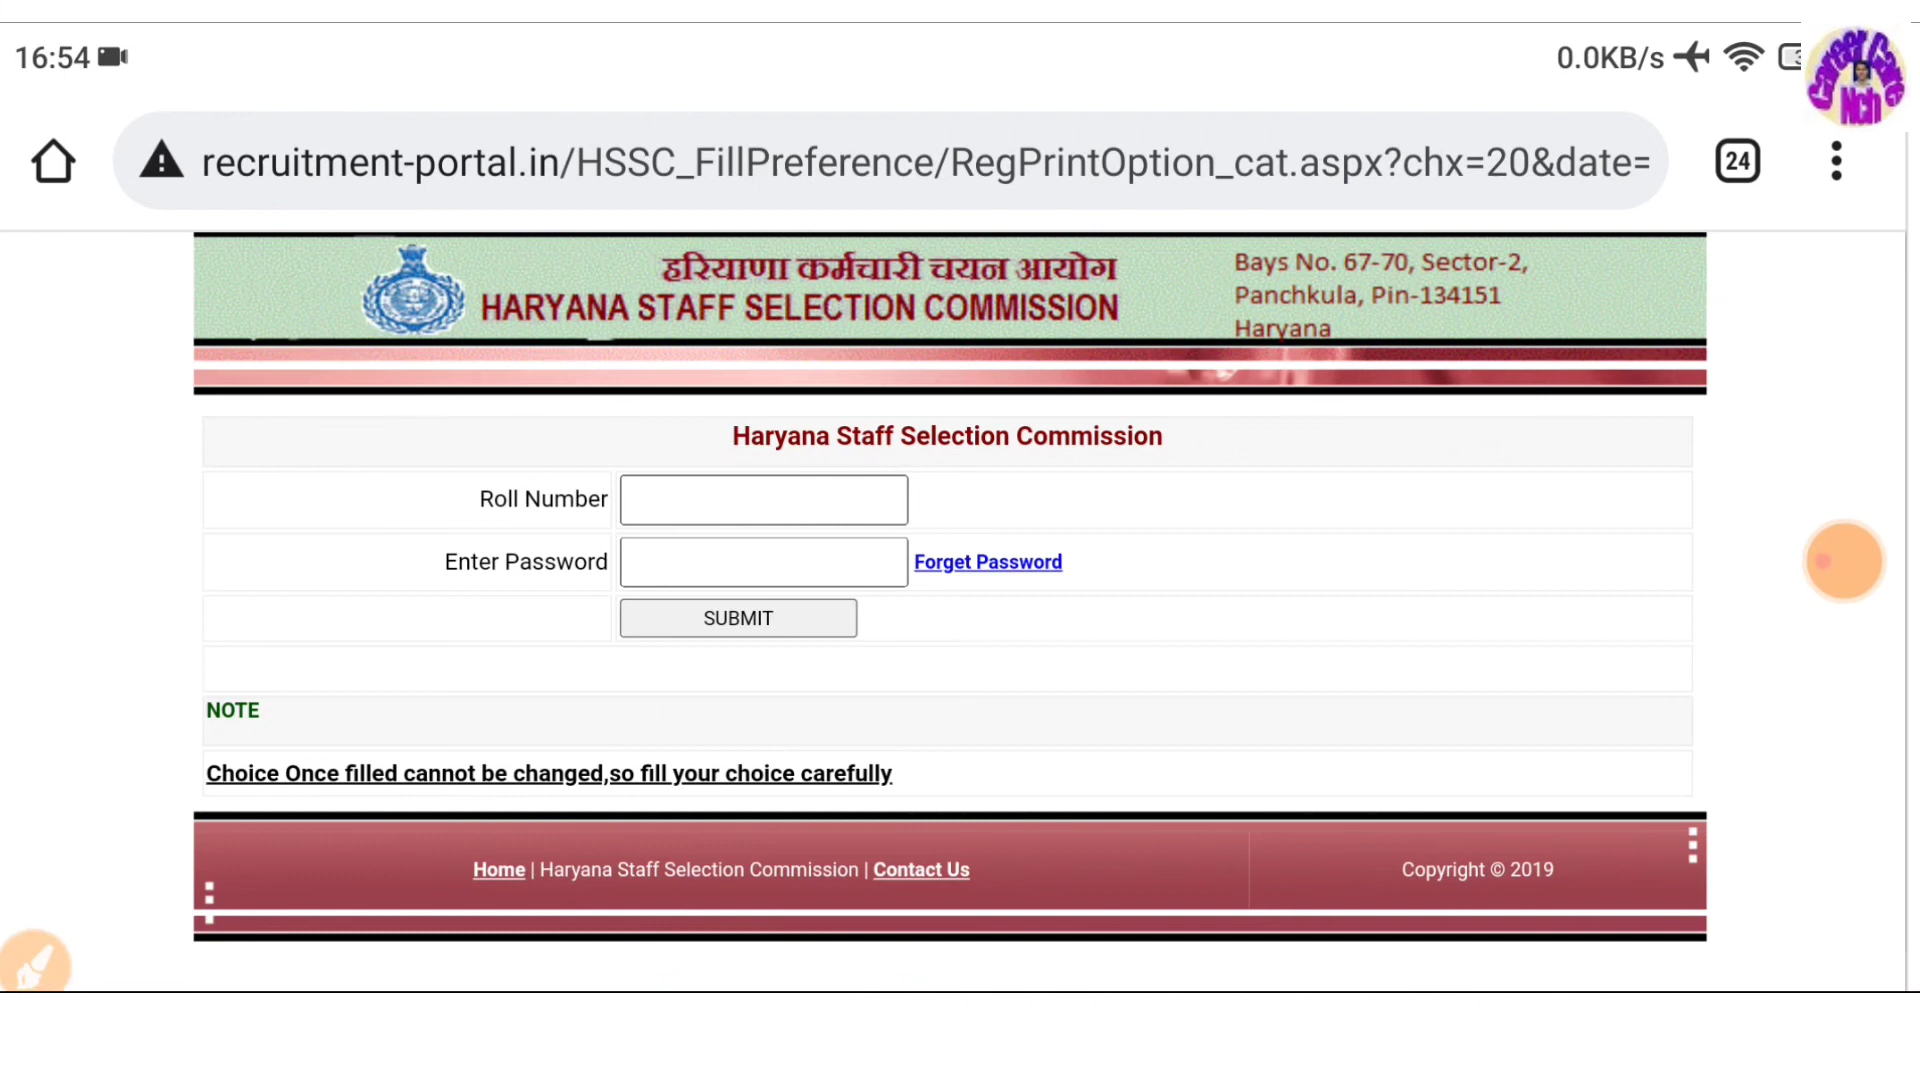 16:54
0.0KB/s
recruitment-portal.in/HSSC_FillPreference/RegPrintOption_cat.aspx?chx=20&date=
24
हरियाणा कर्मचारी चयन आयोग
HARYANA STAFF SELECTION COMMISSION
Bays No. 67-70, Sector-2,
Panchkula, Pin-134151
Haryana
Haryana Staff Selection Commission
Roll Number
Enter Password
Forget Password
SUBMIT
NOTE
Choice Once filled cannot be changed,so fill your choice carefully
Home | Haryana Staff Selection Commission | Contact Us
Copyright © 2019